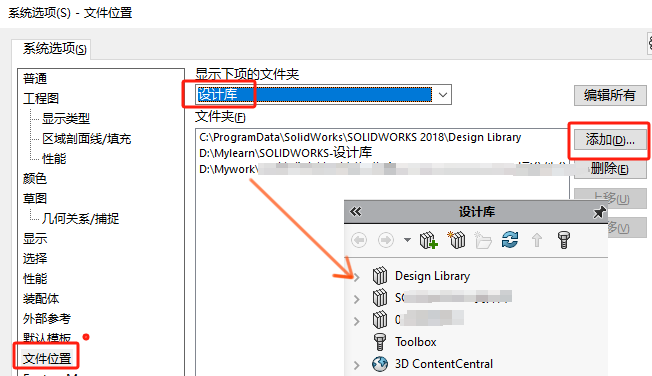 系统选项(S) - 文件位置
系统选项(S)
普通
工程图
显示类型
区域剖面线/填充
性能
颜色
草图
几何关系/捕捉
显示
选择
性能
装配体
外部参考
默认模板
文件位置
显示下项的文件夹
设计库
编辑所有
文件夹(F)
C:\ProgramData\SolidWorks\SOLIDWORKS 2018\Design Library
D:\Mylearn\SOLIDWORKS-设计库
D:\Mywork\
添加(D)...
删除(E)
上移(U)
移(V)
设计库
Design Library
Toolbox
3D ContentCentral